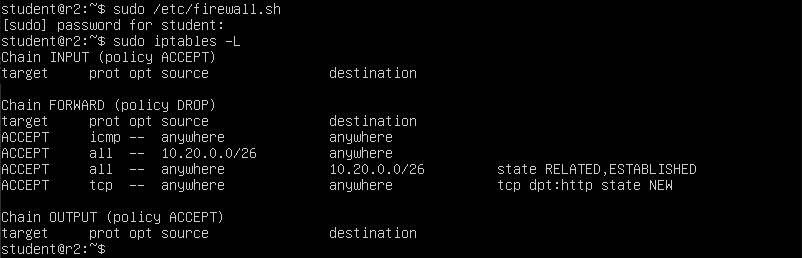 student@r2:~$ sudo /etc/firewall.sh
[sudo] password for student:
student@r2:~$ sudo iptables -L
Chain INPUT (policy ACCEPT)
target     prot opt source               destination

Chain FORWARD (policy DROP)
target     prot opt source               destination
ACCEPT     icmp --  anywhere             anywhere
ACCEPT     all  --  10.20.0.0/26         anywhere
ACCEPT     all  --  anywhere             10.20.0.0/26         state RELATED,ESTABLISHED
ACCEPT     tcp  --  anywhere             anywhere             tcp dpt:http state NEW

Chain OUTPUT (policy ACCEPT)
target     prot opt source               destination
student@r2:~$